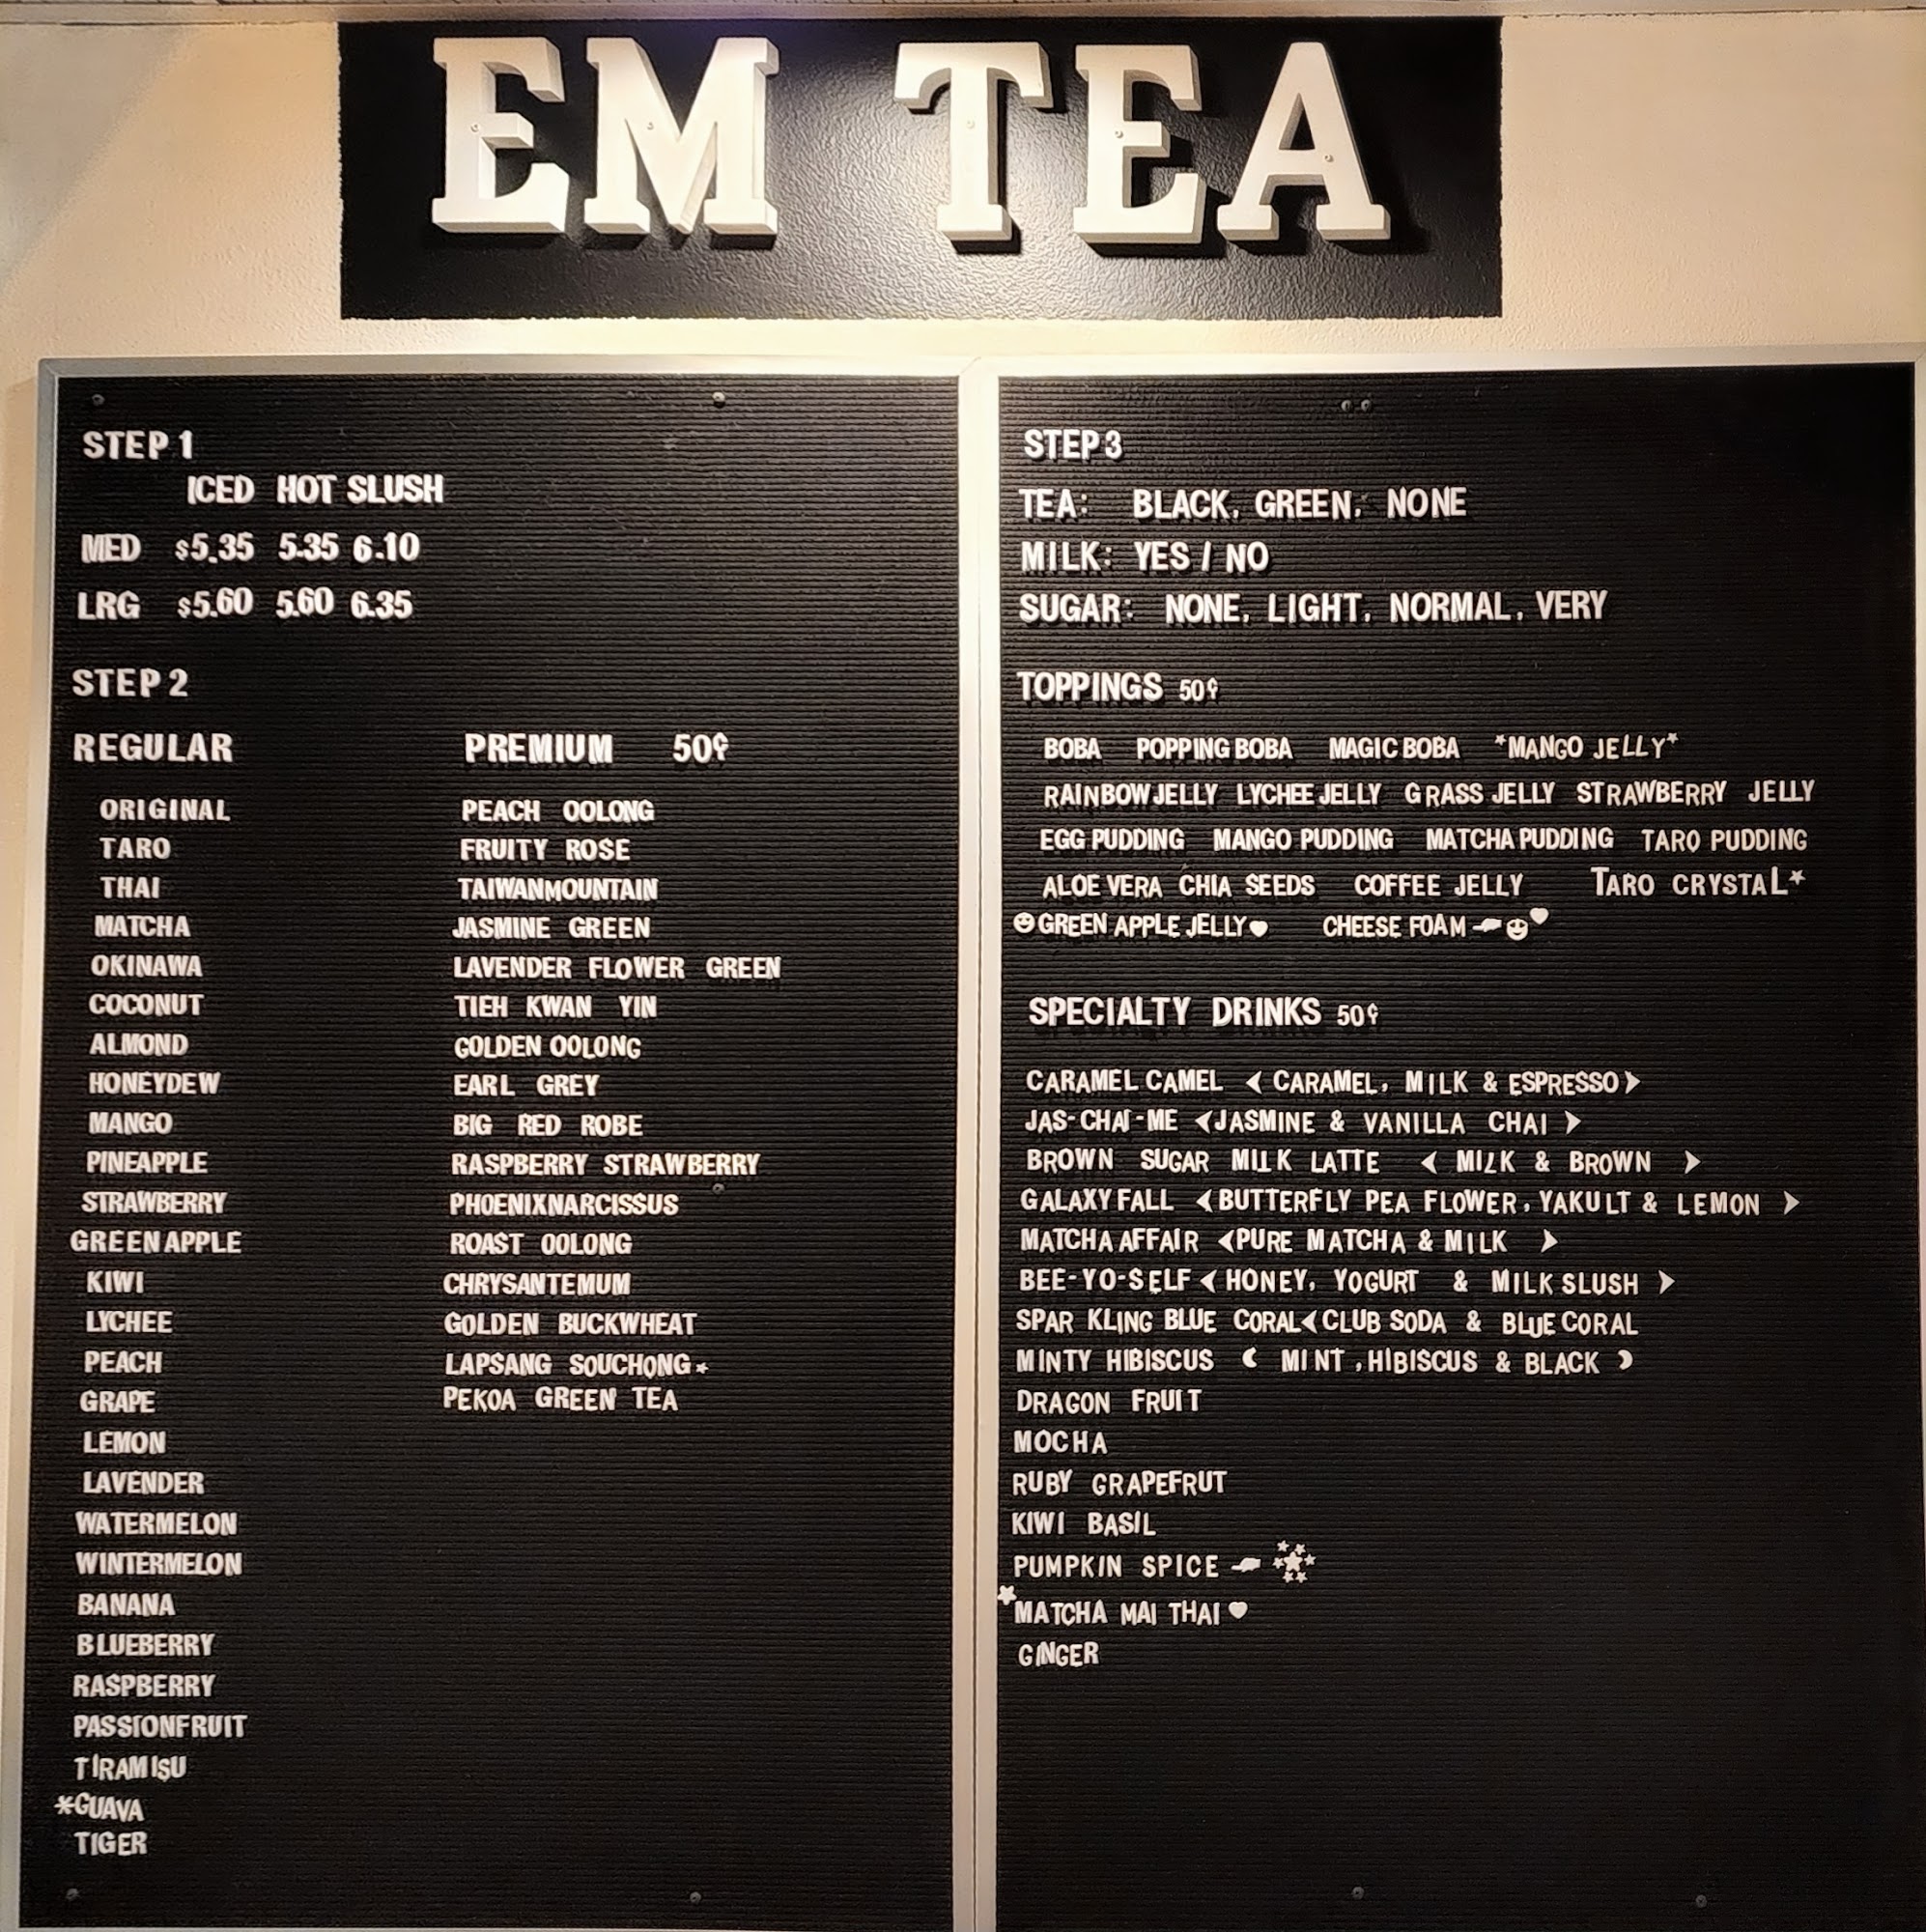 EM TEA
STEP 1
ICED HOT SLUSH
MED $5.35 5.35 6.10
LRG $5.60 5.60 6.35
STEP 2
REGULAR
ORIGINAL
TARO
THAI
MATCHA
OKINAWA
COCONUT
ALMOND
HONEYDEW
MANGO
PINEAPPLE
STRAWBERRY
GREEN APPLE
KIWI
LYCHEE
PEACH
GRAPE
LEMON
LAVENDER
WATERMELON
WINTERMELON
BANANA
BLUEBERRY
RASPBERRY
PASSIONFRUIT
TIRAMISU
*GUAVA
TIGER
PREMIUM 50¢
PEACH OOLONG
FRUITY ROSE
TAIWANMOUNTAIN
JASMINE GREEN
LAVENDER FLOWER GREEN
TIEH KWAN YIN
GOLDEN OOLONG
EARL GREY
BIG RED ROBE
RASPBERRY STRAWBERRY
PHOENIXNARCISSUS
ROAST OOLONG
CHRYSANTEMUM
GOLDEN BUCKWHEAT
LAPSANG SOUCHONG★
PEKOA GREEN TEA
STEP 3
TEA: BLACK, GREEN, NONE
MILK: YES / NO
SUGAR: NONE, LIGHT, NORMAL, VERY
TOPPINGS 50¢
BOBA POPPING BOBA MAGIC BOBA *MANGO JELLY*
RAINBOW JELLY LYCHEE JELLY GRASS JELLY STRAWBERRY JELLY
EGG PUDDING MANGO PUDDING MATCHA PUDDING TARO PUDDING
ALOE VERA CHIA SEEDS COFFEE JELLY TARO CRYSTAL★
☺GREEN APPLE JELLY♥ CHEESE FOAM ☛☺♥
SPECIALTY DRINKS 50¢
CARAMEL CAMEL < CARAMEL, MILK & ESPRESSO >
JAS-CHAI-ME < JASMINE & VANILLA CHAI >
BROWN SUGAR MILK LATTE < MILK & BROWN >
GALAXY FALL < BUTTERFLY PEA FLOWER, YAKULT & LEMON >
MATCHA AFFAIR < PURE MATCHA & MILK >
BEE-YO-SELF < HONEY, YOGURT & MILK SLUSH >
SPARKLING BLUE CORAL < CLUB SODA & BLUE CORAL
MINTY HIBISCUS ( MINT, HIBISCUS & BLACK )
DRAGON FRUIT
MOCHA
RUBY GRAPEFRUT
KIWI BASIL
PUMPKIN SPICE ☛ ★
★MATCHA MAI THAI ♥
GINGER